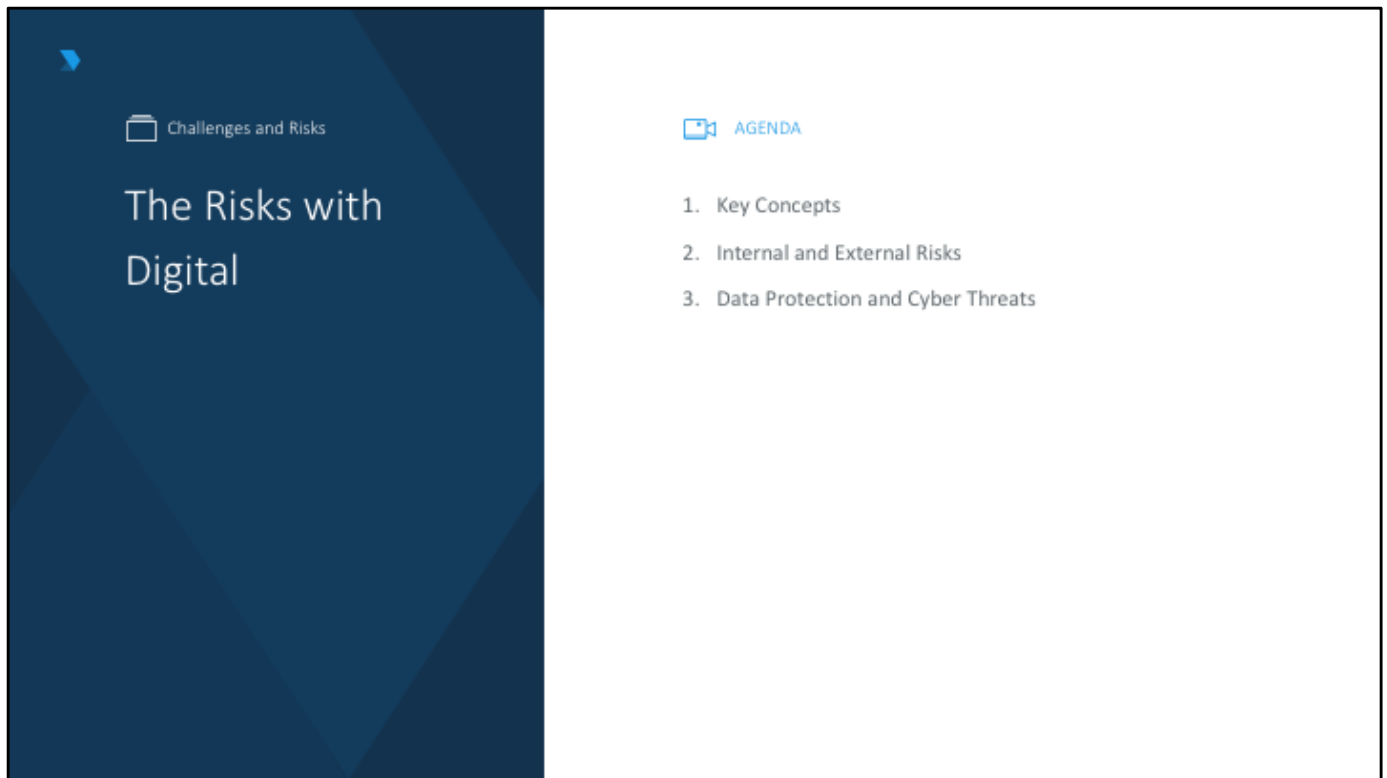 Challenges and Risks
The Risks with
Digital
AGENDA
1. Key Concepts
2. Internal and External Risks
3. Data Protection and Cyber Threats